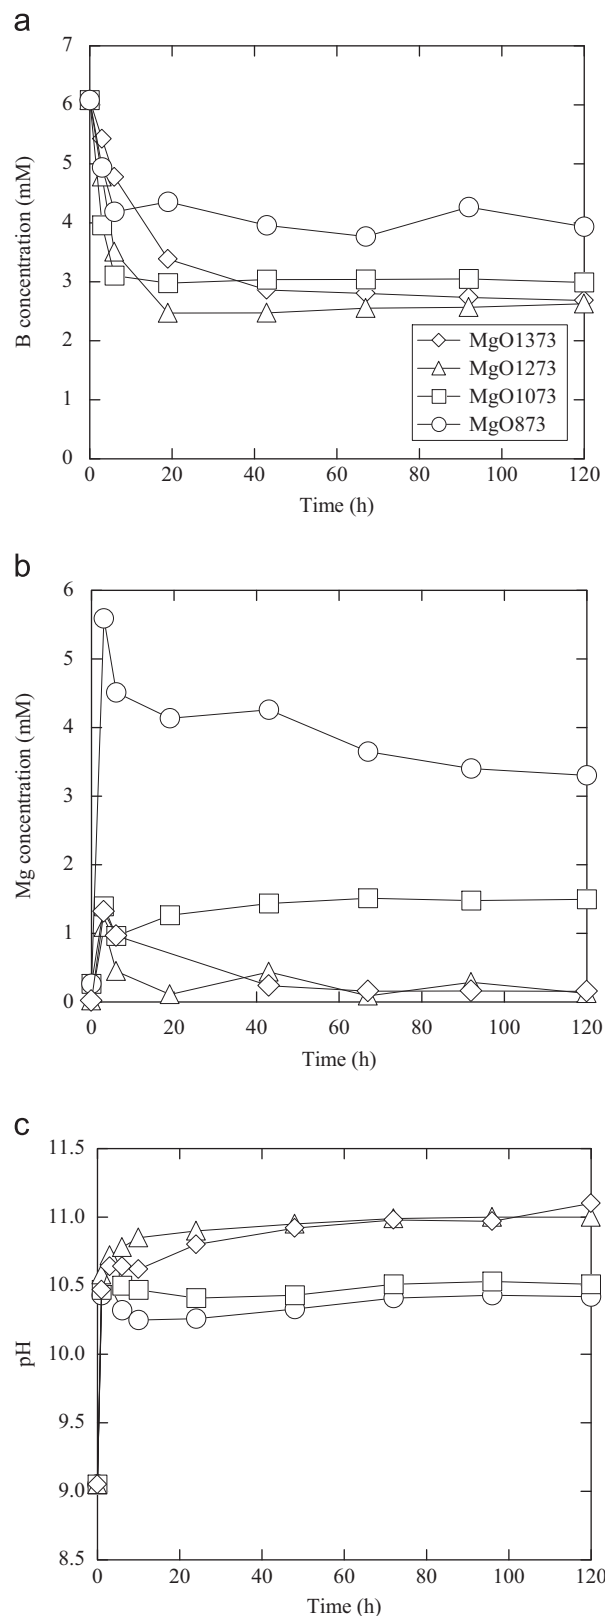 a
7
6
5
4
3
2
1
0
B concentration (mM)
MgO1373
MgO1273
MgO1073
MgO873
0 20 40 60 80 100 120
Time (h)
b
6
5
4
3
2
1
0
Mg concentration (mM)
0 20 40 60 80 100 120
Time (h)
c
11.5
11.0
10.5
10.0
9.5
9.0
8.5
pH
0 20 40 60 80 100 120
Time (h)